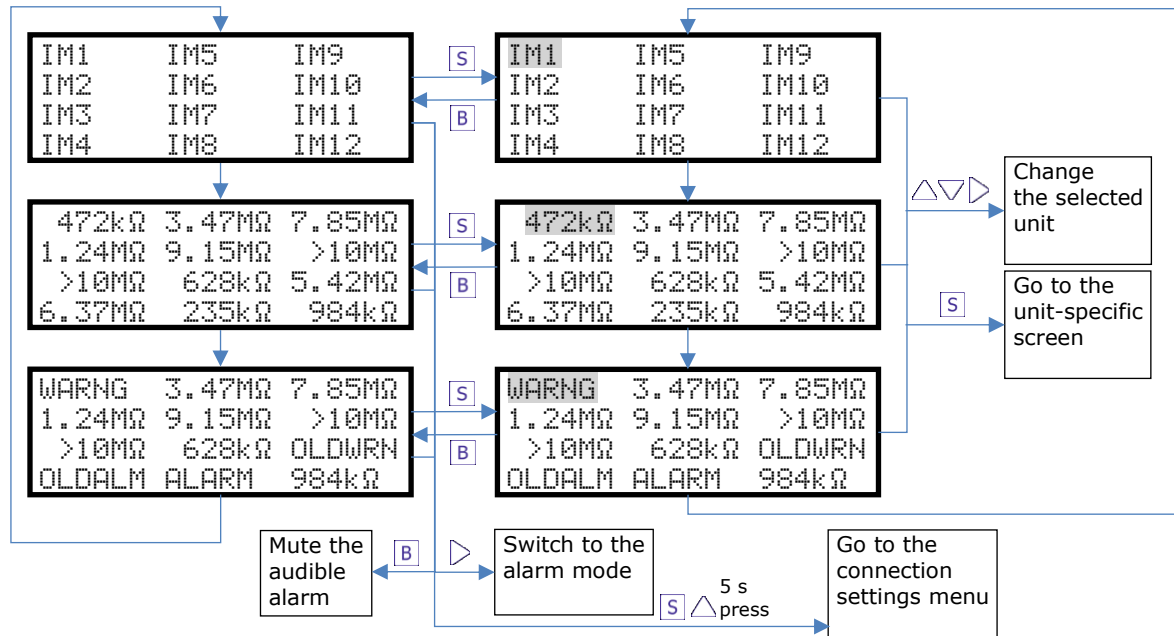 IM1 IM5 IM9
IM2 IM6 IM10
IM3 IM7 IM11
IM4 IM8 IM12
S
B
IM1 IM5 IM9
IM2 IM6 IM10
IM3 IM7 IM11
IM4 IM8 IM12
472kΩ 3.47MΩ 7.85MΩ
1.24MΩ 9.15MΩ >10MΩ
>10MΩ 628kΩ 5.42MΩ
6.37MΩ 235kΩ 984kΩ
S
B
472kΩ 3.47MΩ 7.85MΩ
1.24MΩ 9.15MΩ >10MΩ
>10MΩ 628kΩ 5.42MΩ
6.37MΩ 235kΩ 984kΩ
Change
the selected
unit
S
Go to the
unit-specific
screen
WARNG 3.47MΩ 7.85MΩ
1.24MΩ 9.15MΩ >10MΩ
>10MΩ 628kΩ OLDWRN
OLDALM ALARM 984kΩ
S
B
WARNG 3.47MΩ 7.85MΩ
1.24MΩ 9.15MΩ >10MΩ
>10MΩ 628kΩ OLDWRN
OLDALM ALARM 984kΩ
Mute the
audible
alarm
B
Switch to the
alarm mode
S
5 s
press
Go to the
connection
settings menu